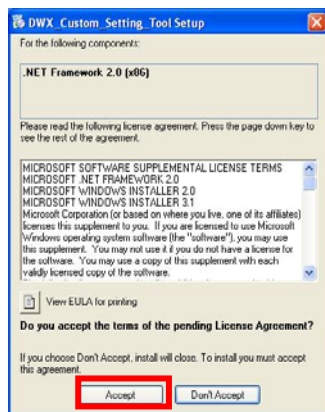 DWX_Custom_Setting_Tool Setup
For the following components:
.NET Framework 2.0 (x86)
Please read the following license agreement. Press the page down key to
see the rest of the agreement.
MICROSOFT SOFTWARE SUPPLEMENTAL LICENSE TERMS
MICROSOFT .NET FRAMEWORK 2.0
MICROSOFT WINDOWS INSTALLER 2.0
MICROSOFT WINDOWS INSTALLER 3.1
Microsoft Corporation (or based on where you live, one of its affiliates)
licenses this supplement to you. If you are licensed to use Microsoft
Windows operating system software (the "software"), you may use
this supplement. You may not use it if you do not have a license for
the software. You may use a copy of this supplement with each
validly licensed copy of the software.
View EULA for printing
Do you accept the terms of the pending License Agreement?
If you choose Don't Accept, install will close. To install you must accept
this agreement.
Accept
Don't Accept